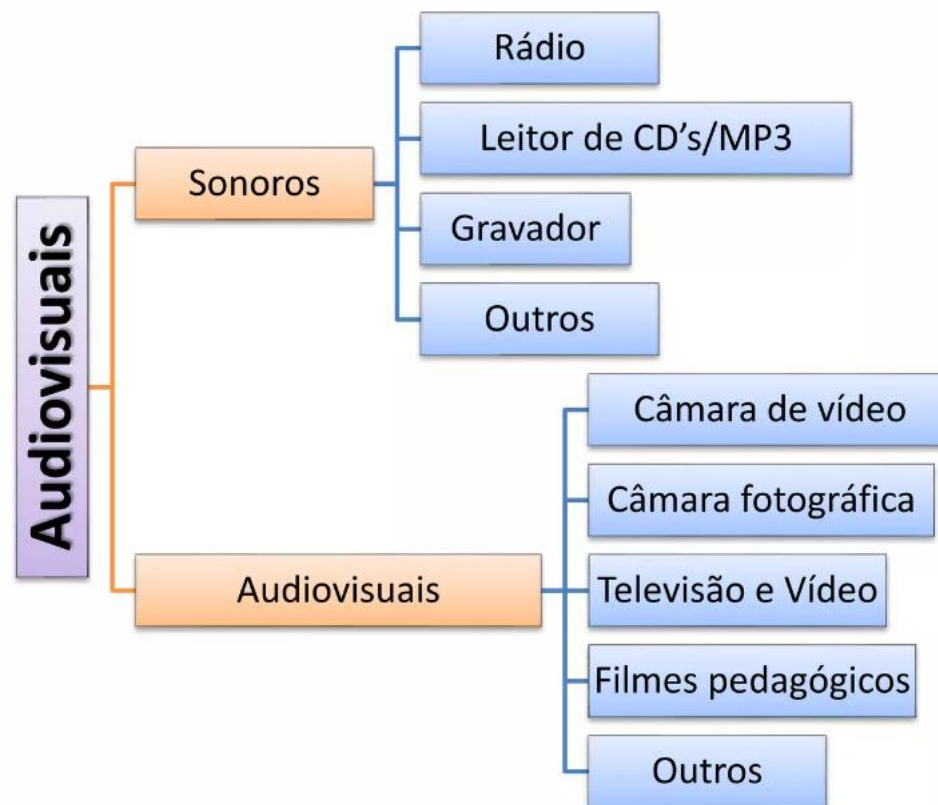 Audiovisuais
Sonoros
Rádio
Leitor de CD’s/MP3
Gravador
Outros
Audiovisuais
Câmara de vídeo
Câmara fotográfica
Televisão e Vídeo
Filmes pedagógicos
Outros